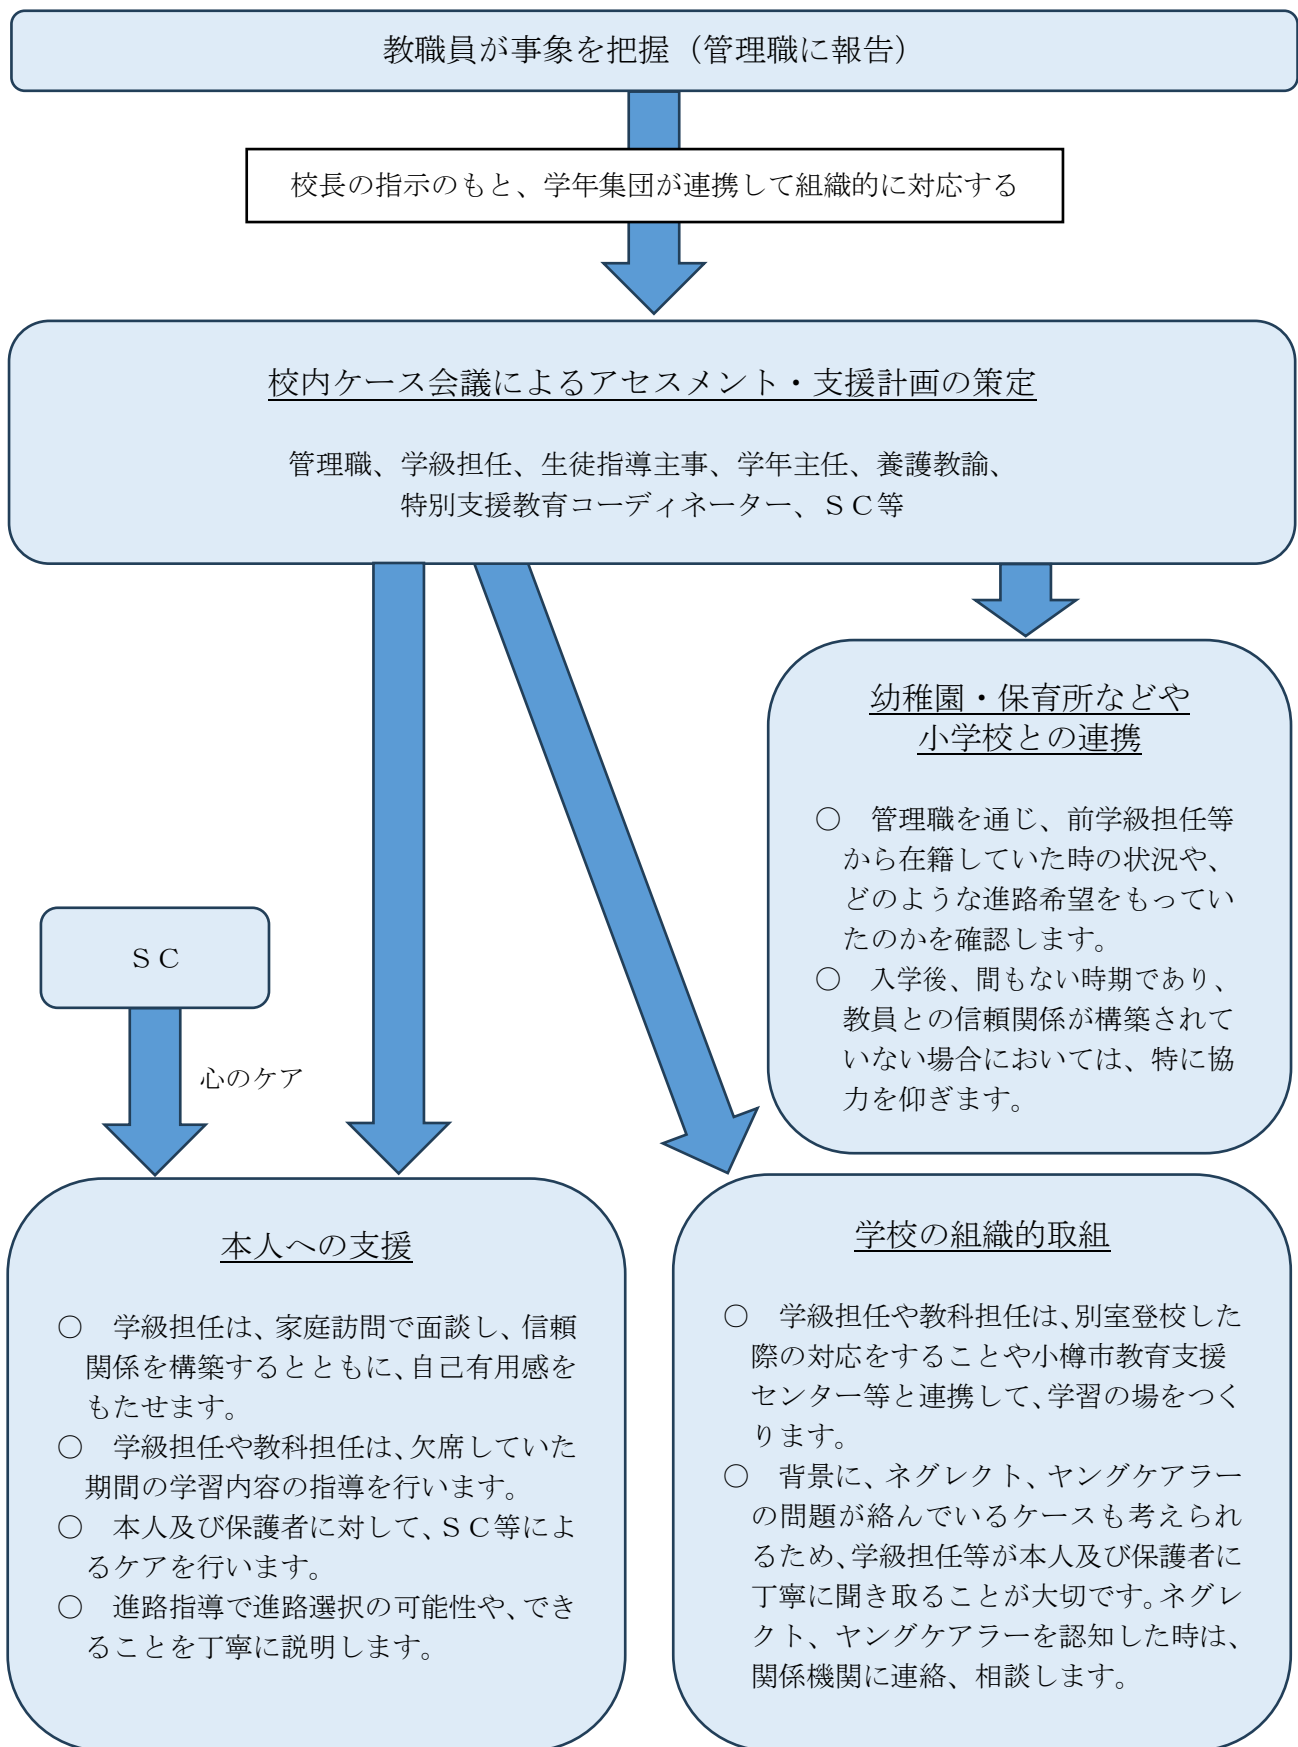 教職員が事象を把握（管理職に報告）
校長の指示のもと、学年集団が連携して組織的に対応する
校内ケース会議によるアセスメント・支援計画の策定
管理職、学級担任、生徒指導主事、学年主任、養護教諭、
特別支援教育コーディネーター、ＳＣ等
幼稚園・保育所などや
小学校との連携
○　管理職を通じ、前学級担任等
から在籍していた時の状況や、
どのような進路希望をもってい
たのかを確認します。
○　入学後、間もない時期であり、
教員との信頼関係が構築されて
いない場合においては、特に協
力を仰ぎます。
ＳＣ
心のケア
本人への支援
○　学級担任は、家庭訪問で面談し、信頼
関係を構築するとともに、自己有用感を
もたせます。
○　学級担任や教科担任は、欠席していた
期間の学習内容の指導を行います。
○　本人及び保護者に対して、ＳＣ等によ
るケアを行います。
○　進路指導で進路選択の可能性や、でき
ることを丁寧に説明します。
学校の組織的取組
○　学級担任や教科担任は、別室登校した
際の対応をすることや小樽市教育支援
センター等と連携して、学習の場をつく
ります。
○　背景に、ネグレクト、ヤングケアラー
の問題が絡んでいるケースも考えられ
るため、学級担任等が本人及び保護者に
丁寧に聞き取ることが大切です。ネグレ
クト、ヤングケアラーを認知した時は、
関係機関に連絡、相談します。